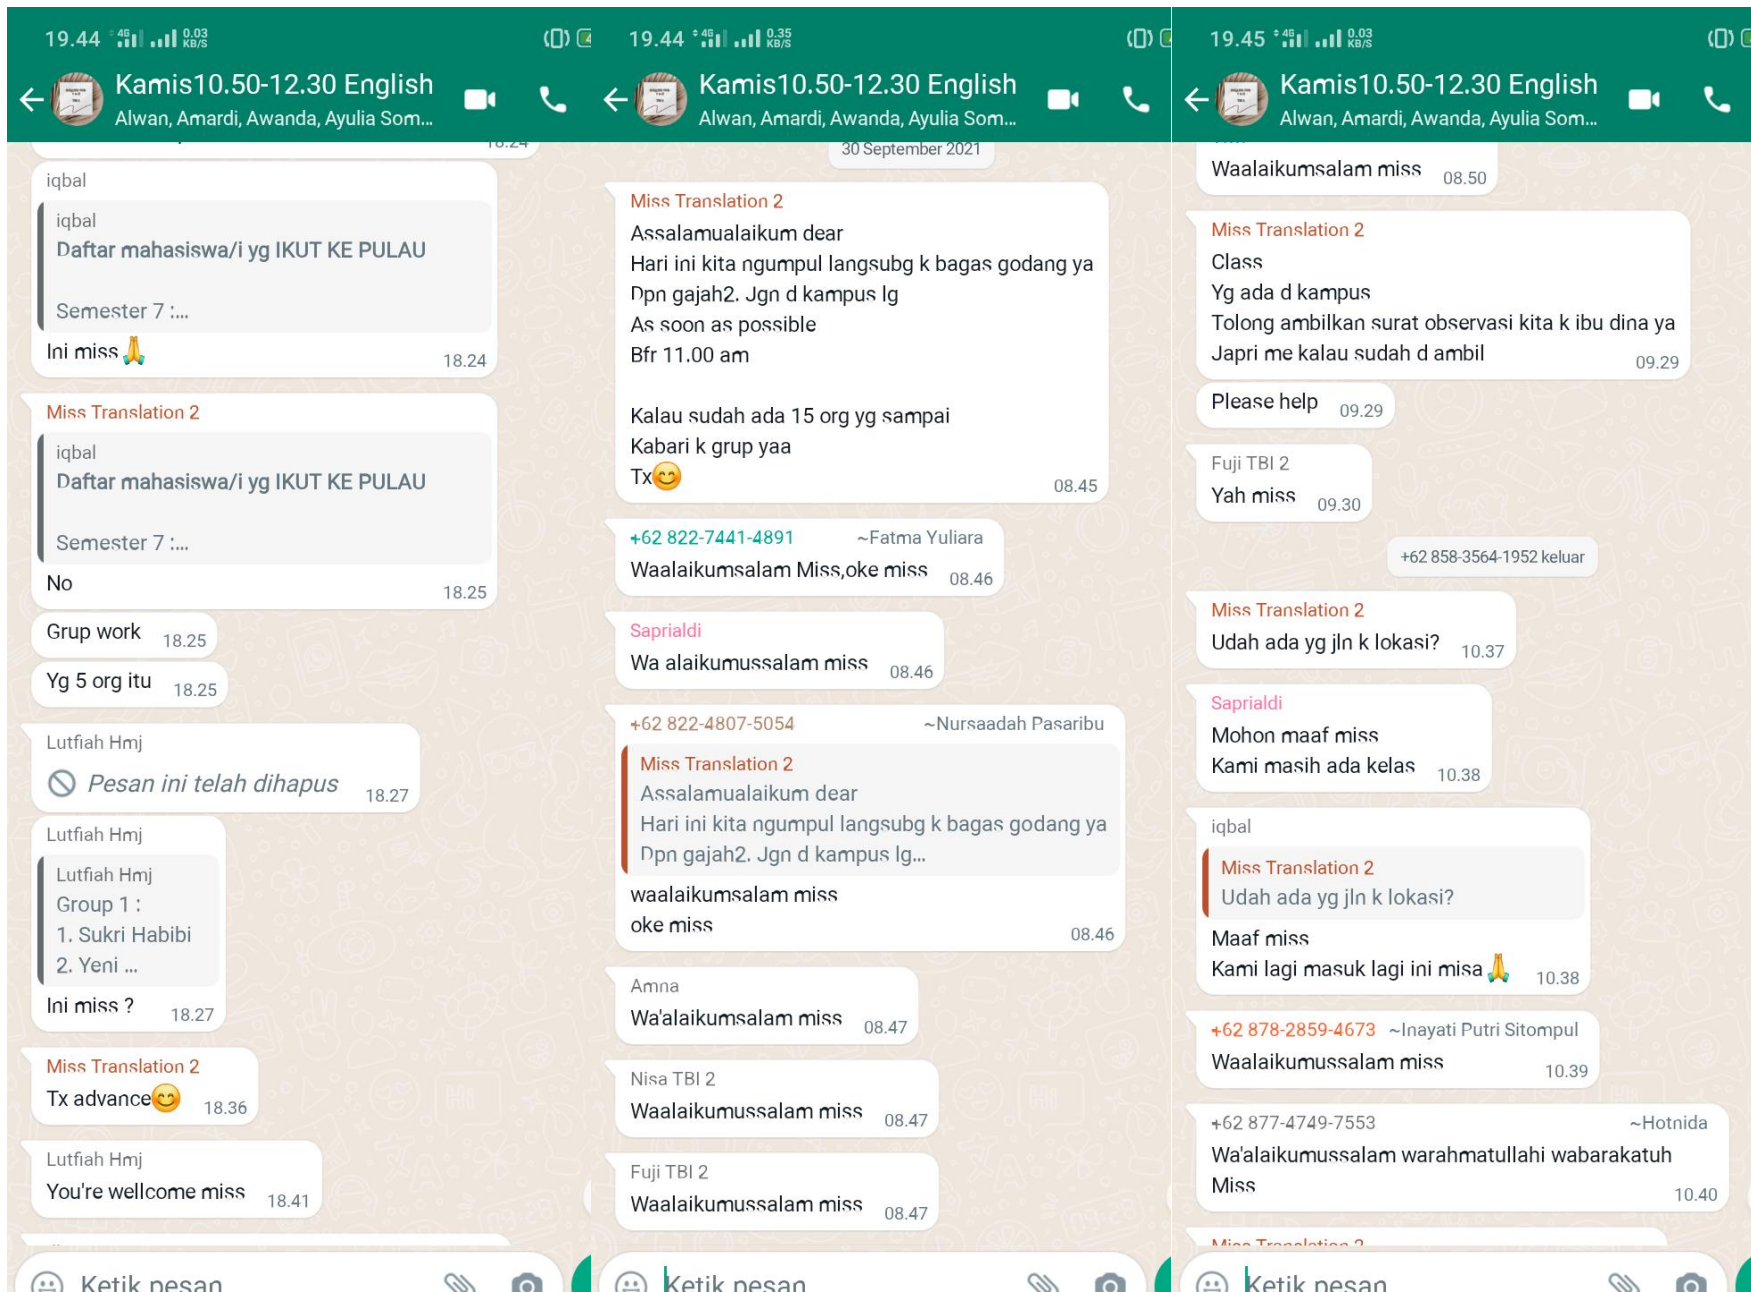 19.44 4G 0.03 KB/S
Kamis10.50-12.30 English
Alwan, Amardi, Awanda, Ayulia Som...
18.24
iqbal
iqbal
Daftar mahasiswa/i yg IKUT KE PULAU
Semester 7 :...
Ini miss🙏 18.24
Miss Translation 2
iqbal
Daftar mahasiswa/i yg IKUT KE PULAU
Semester 7 :...
No 18.25
Grup work 18.25
Yg 5 org itu 18.25
Lutfiah Hmj
Pesan ini telah dihapus 18.27
Lutfiah Hmj
Lutfiah Hmj
Group 1 :
1. Sukri Habibi
2. Yeni ...
Ini miss ? 18.27
Miss Translation 2
Tx advance😊 18.36
Lutfiah Hmj
You're wellcome miss 18.41
Ketik pesan
19.44 4G 0.35 KB/S
Kamis10.50-12.30 English
Alwan, Amardi, Awanda, Ayulia Som...
30 September 2021
Miss Translation 2
Assalamualaikum dear
Hari ini kita ngumpul langsubg k bagas godang ya
Dpn gajah2. Jgn d kampus lg
As soon as possible
Bfr 11.00 am
Kalau sudah ada 15 org yg sampai
Kabari k grup yaa
Tx😊 08.45
+62 822-7441-4891 ~Fatma Yuliara
Waalaikumsalam Miss,oke miss 08.46
Saprialdi
Wa alaikumussalam miss 08.46
+62 822-4807-5054 ~Nursaadah Pasaribu
Miss Translation 2
Assalamualaikum dear
Hari ini kita ngumpul langsubg k bagas godang ya
Dpn gajah2. Jgn d kampus lg...
waalaikumsalam miss
oke miss 08.46
Amna
Wa'alaikumsalam miss 08.47
Nisa TBI 2
Waalaikumussalam miss 08.47
Fuji TBI 2
Waalaikumussalam miss 08.47
Ketik pesan
19.45 4G 0.03 KB/S
Kamis10.50-12.30 English
Alwan, Amardi, Awanda, Ayulia Som...
Waalaikumsalam miss 08.50
Miss Translation 2
Class
Yg ada d kampus
Tolong ambilkan surat observasi kita k ibu dina ya
Japri me kalau sudah d ambil 09.29
Please help 09.29
Fuji TBI 2
Yah miss 09.30
+62 858-3564-1952 keluar
Miss Translation 2
Udah ada yg jln k lokasi? 10.37
Saprialdi
Mohon maaf miss
Kami masih ada kelas 10.38
iqbal
Miss Translation 2
Udah ada yg jln k lokasi?
Maaf miss
Kami lagi masuk lagi ini misa🙏 10.38
+62 878-2859-4673 ~Inayati Putri Sitompul
Waalaikumussalam miss 10.39
+62 877-4749-7553 ~Hotnida
Wa'alaikumussalam warahmatullahi wabarakatuh
Miss 10.40
Miss Translation 2
Ketik pesan